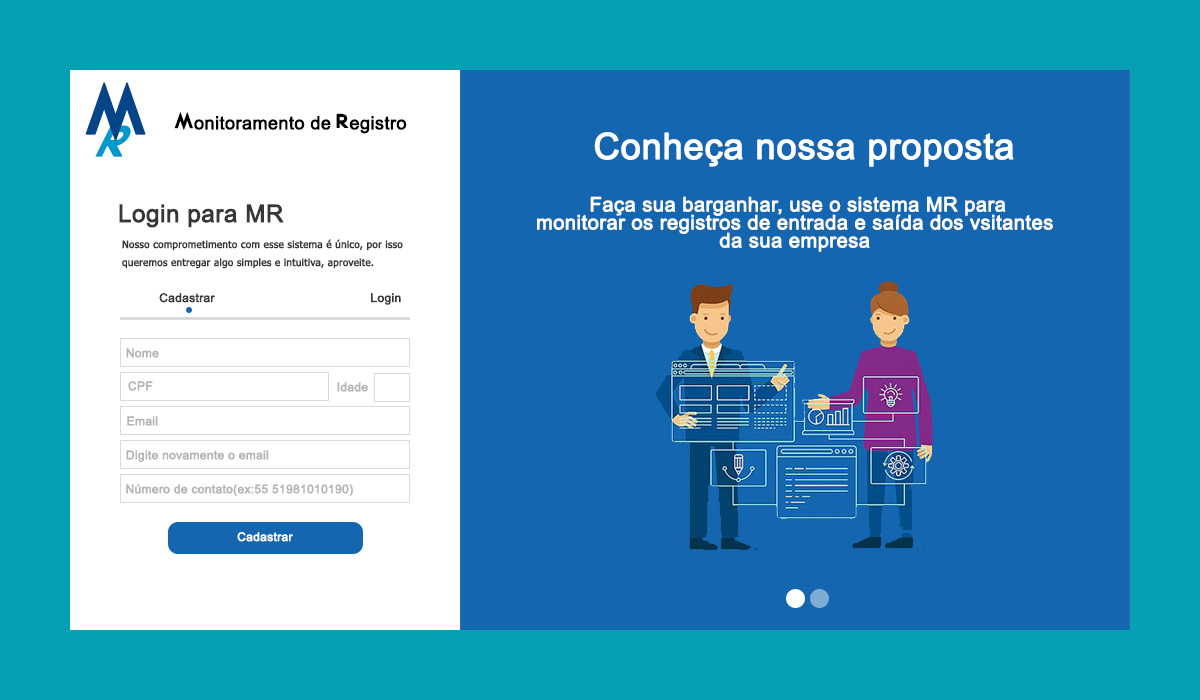 MR
Monitoramento de Registro
Login para MR
Nosso comprometimento com esse sistema é único, por isso
queremos entregar algo simples e intuitiva, aproveite.
Cadastrar
Login
Nome
CPF
Idade
Email
Digite novamente o email
Número de contato(ex:55 51981010190)
Cadastrar
Conheça nossa proposta
Faça sua barganhar, use o sistema MR para
monitorar os registros de entrada e saída dos vsitantes
da sua empresa